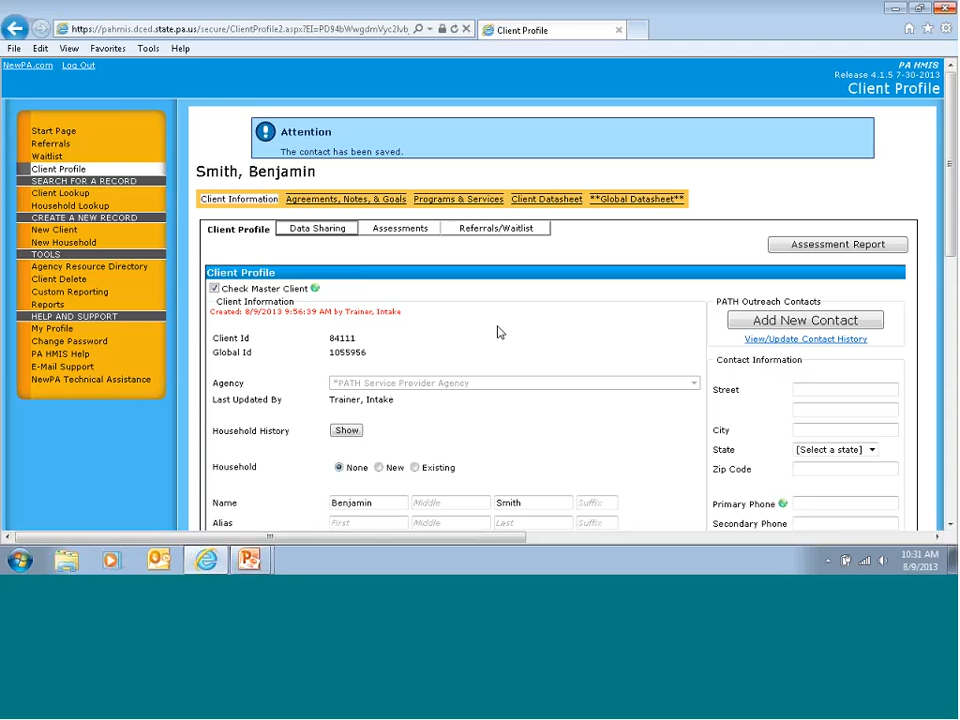 https://pahmis.dced.state.pa.us/secure/ClientProfile2.aspx?EI=
Client Profile
File Edit View Favorites Tools Help
NewPA.com Log Out
PA HMIS
Release 4.1.5 7-30-2013
Client Profile
Start Page
Referrals
Waitlist
Client Profile
SEARCH FOR A RECORD
Client Lookup
Household Lookup
CREATE A NEW RECORD
New Client
New Household
TOOLS
Agency Resource Directory
Client Delete
Custom Reporting
Reports
HELP AND SUPPORT
My Profile
Change Password
PA HMIS Help
E-Mail Support
NewPA Technical Assistance
Attention
The contact has been saved.
Smith, Benjamin
Client Information Agreements, Notes, & Goals Programs & Services Client Datasheet **Global Datasheet**
Client Profile Data Sharing Assessments Referrals/Waitlist
Assessment Report
Client Profile
Check Master Client
Client Information
Created: 8/9/2013 9:56:39 AM by Trainer, Intake
Client Id 84111
Global Id 1055956
Agency *PATH Service Provider Agency
Last Updated By Trainer, Intake
Household History Show
Household None New Existing
Name Benjamin Middle Smith Suffix
Alias First Middle Last Suffix
PATH Outreach Contacts
Add New Contact
View/Update Contact History
Contact Information
Street
City
State [Select a state]
Zip Code
Primary Phone
Secondary Phone
10:31 AM
8/9/2013